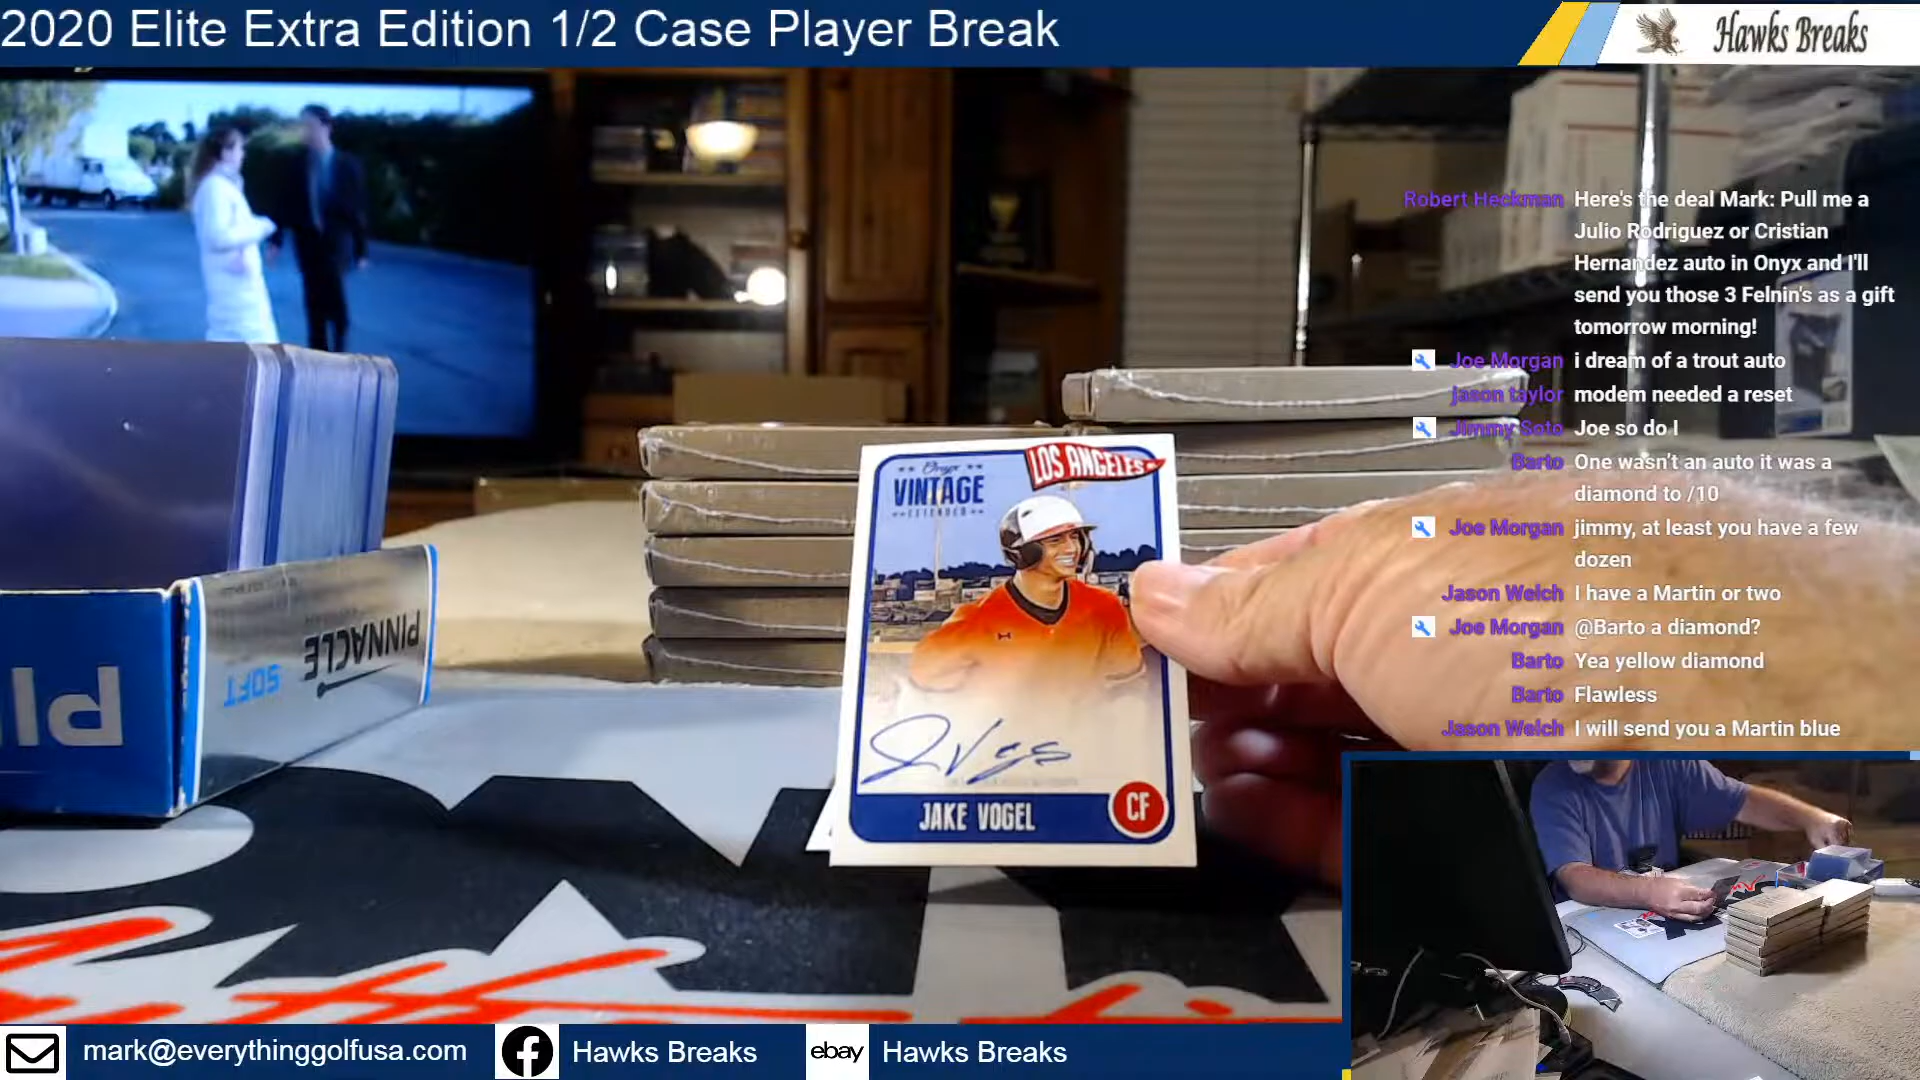 2020 Elite Extra Edition 1/2 Case Player Break
Hawks Breaks
Robert Heckman Here's the deal Mark: Pull me a
Julio Rodriguez or Cristian
Hernandez auto in Onyx and I'll
send you those 3 Felnin's as a gift
tomorrow morning!
Joe Morgan i dream of a trout auto
jason taylor modem needed a reset
Jimmy Soto Joe so do I
Barto One wasn't an auto it was a
diamond to /10
Joe Morgan jimmy, at least you have a few
dozen
Jason Welch I have a Martin or two
Joe Morgan @Barto a diamond?
Barto Yea yellow diamond
Barto Flawless
Jason Welch I will send you a Martin blue
Onyx
VINTAGE
EXTENDED
LOS ANGELES
JAKE VOGEL
CF
PINNACLE
SOFT
mark@everythinggolfusa.com
Hawks Breaks
ebay
Hawks Breaks